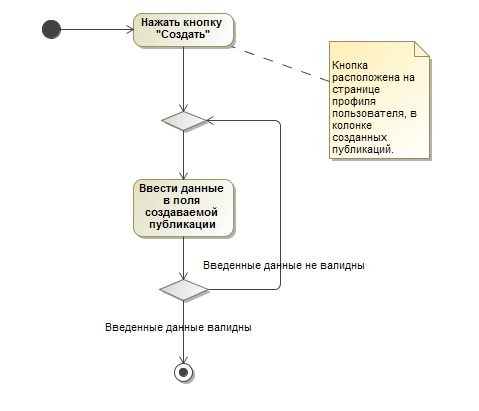 Нажать кнопку
"Создать"
Кнопка
расположена на
странице
профиля
пользователя, в
колонке
созданных
публикаций.
Ввести данные
в поля
создаваемой
публикации
Введенные данные не валидны
Введенные данные валидны